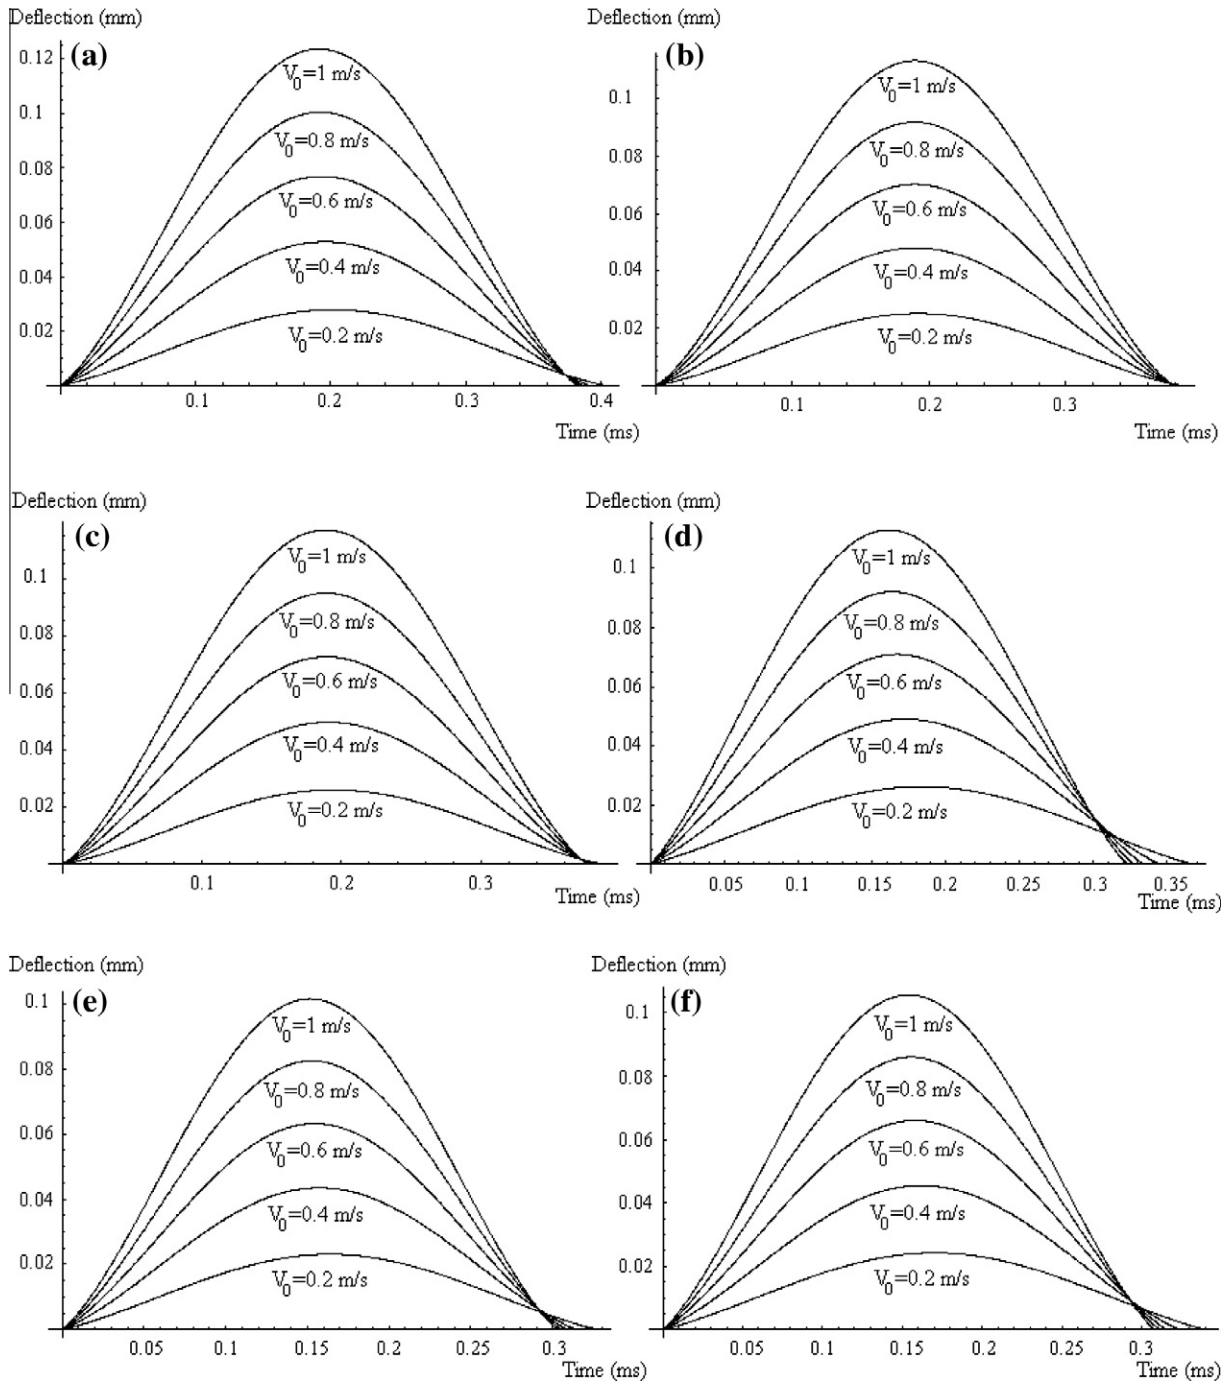 Deflection (mm)
(a)
0.12
0.1
0.08
0.06
0.04
0.02
V0=1 m/s
V0=0.8 m/s
V0=0.6 m/s
V0=0.4 m/s
V0=0.2 m/s
0.1 0.2 0.3 0.4
Time (ms)
Deflection (mm)
(b)
0.1
0.08
0.06
0.04
0.02
V0=1 m/s
V0=0.8 m/s
V0=0.6 m/s
V0=0.4 m/s
V0=0.2 m/s
0.1 0.2 0.3
Time (ms)
Deflection (mm)
(c)
0.1
0.08
0.06
0.04
0.02
V0=1 m/s
V0=0.8 m/s
V0=0.6 m/s
V0=0.4 m/s
V0=0.2 m/s
0.1 0.2 0.3
Time (ms)
Deflection (mm)
(d)
0.1
0.08
0.06
0.04
0.02
V0=1 m/s
V0=0.8 m/s
V0=0.6 m/s
V0=0.4 m/s
V0=0.2 m/s
0.05 0.1 0.15 0.2 0.25 0.3 0.35
Time (ms)
Deflection (mm)
(e)
0.1
0.08
0.06
0.04
0.02
V0=1 m/s
V0=0.8 m/s
V0=0.6 m/s
V0=0.4 m/s
V0=0.2 m/s
0.05 0.1 0.15 0.2 0.25 0.3
Time (ms)
Deflection (mm)
(f)
0.1
0.08
0.06
0.04
0.02
V0=1 m/s
V0=0.8 m/s
V0=0.6 m/s
V0=0.4 m/s
V0=0.2 m/s
0.05 0.1 0.15 0.2 0.25 0.3
Time (ms)